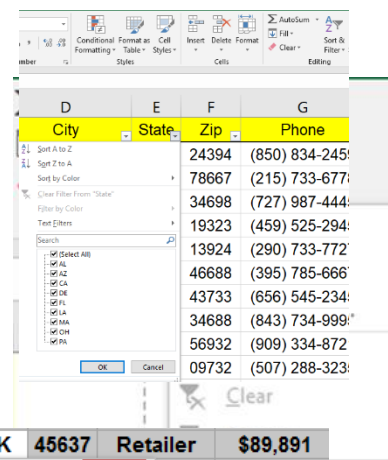 Conditional Format as Cell Insert Delete Format
Formatting Table Styles
Styles Cells Editing
AutoSum
Fill
Clear
Sort &
Filter
D E F G
City State Zip Phone
Sort A to Z
Sort Z to A
Sort by Color
Clear Filter From "State"
Filter by Color
Text Filters
Search
(Select All)
AL
AZ
CA
DE
FL
LA
MA
OH
PA
OK Cancel
24394 (850) 834-245
78667 (215) 733-677
34698 (727) 987-444
19323 (459) 525-294
13924 (290) 733-772
46688 (395) 785-666
43733 (656) 545-234
34688 (843) 734-999
56932 (909) 334-872
09732 (507) 288-323
Clear
K 45637 Retailer $89,891